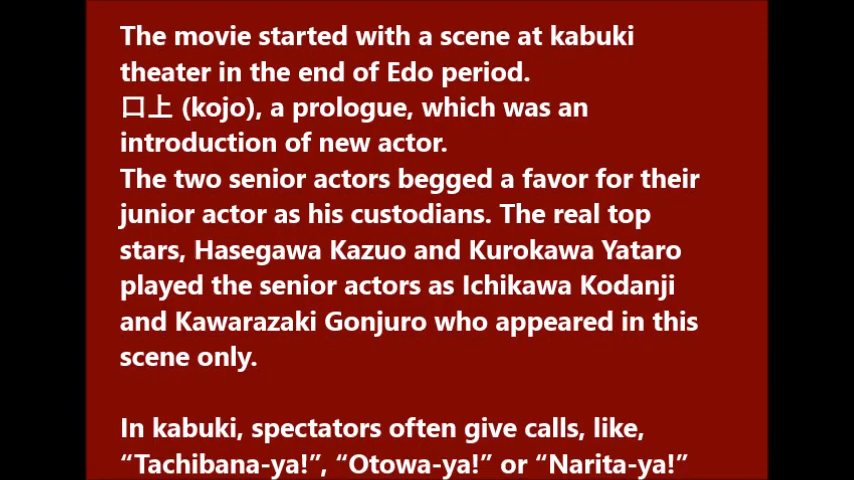 The movie started with a scene at kabuki
theater in the end of Edo period.
口上 (kojo), a prologue, which was an
introduction of new actor.
The two senior actors begged a favor for their
junior actor as his custodians. The real top
stars, Hasegawa Kazuo and Kurokawa Yataro
played the senior actors as Ichikawa Kodanji
and Kawarazaki Gonjuro who appeared in this
scene only.
In kabuki, spectators often give calls, like,
“Tachibana-ya!”, “Otowa-ya!” or “Narita-ya!”